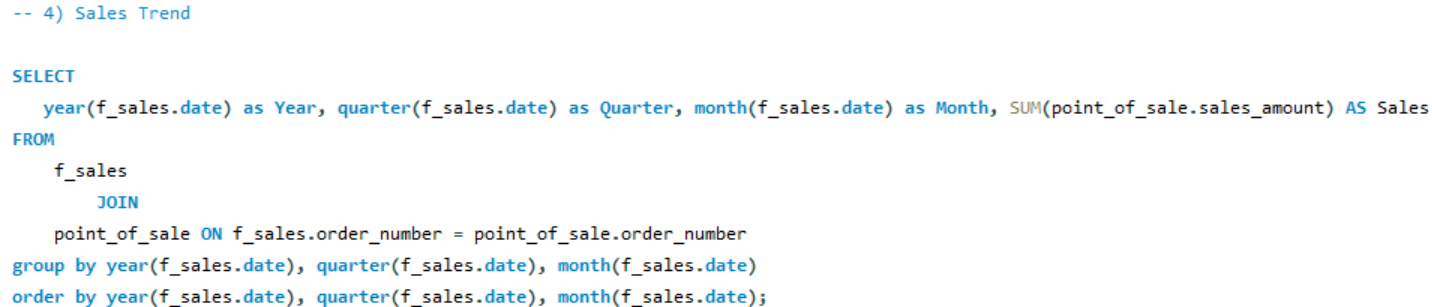 -- 4) Sales Trend
SELECT
year(f_sales.date) as Year, quarter(f_sales.date) as Quarter, month(f_sales.date) as Month, SUM(point_of_sale.sales_amount) AS Sales
FROM
f_sales
JOIN
point_of_sale ON f_sales.order_number = point_of_sale.order_number
group by year(f_sales.date), quarter(f_sales.date), month(f_sales.date)
order by year(f_sales.date), quarter(f_sales.date), month(f_sales.date);